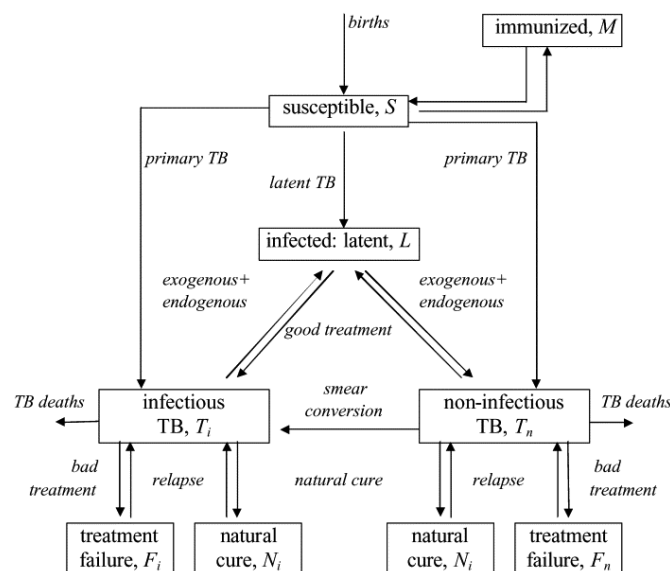 births
immunized, M
susceptible, S
primary TB
primary TB
latent TB
infected: latent, L
exogenous+
endogenous
exogenous+
endogenous
good treatment
infectious
TB, Ti
smear
conversion
non-infectious
TB, Tn
TB deaths
TB deaths
bad
treatment
relapse
natural cure
relapse
bad
treatment
treatment
failure, Fi
natural
cure, Ni
natural
cure, Ni
treatment
failure, Fn